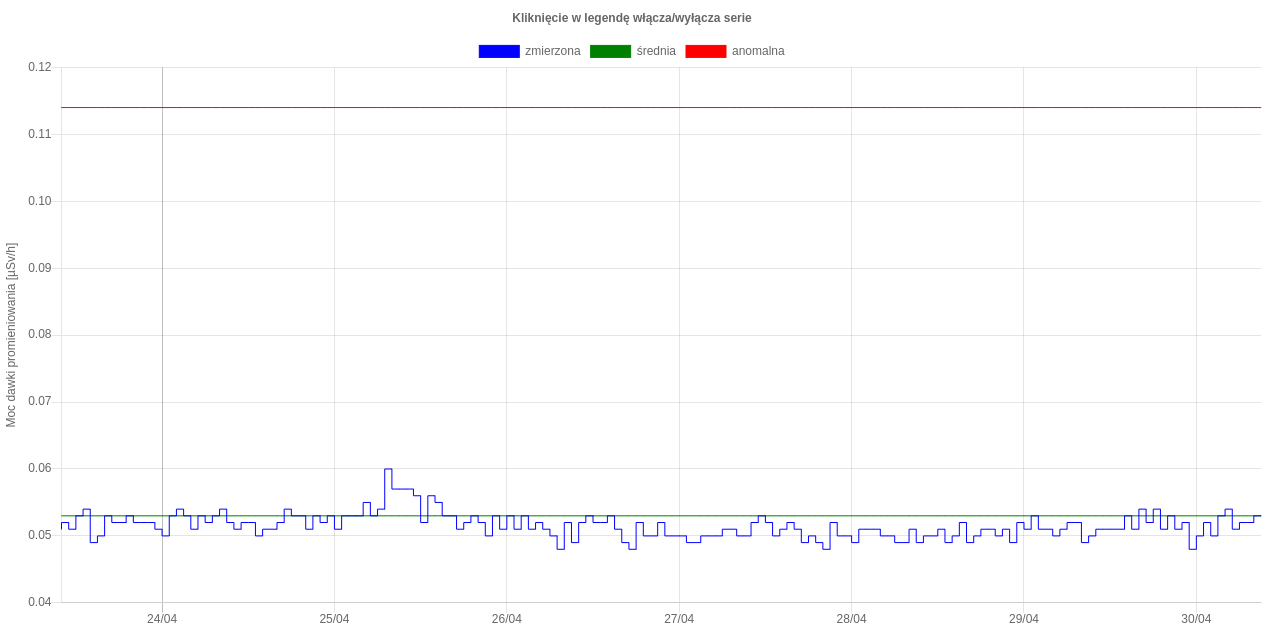 Kliknięcie w legendę włącza/wyłącza serie
zmierzona średnia anomalna
Moc dawki promieniowania [µSv/h]
0.12
0.11
0.10
0.09
0.08
0.07
0.06
0.05
0.04
24/04 25/04 26/04 27/04 28/04 29/04 30/04